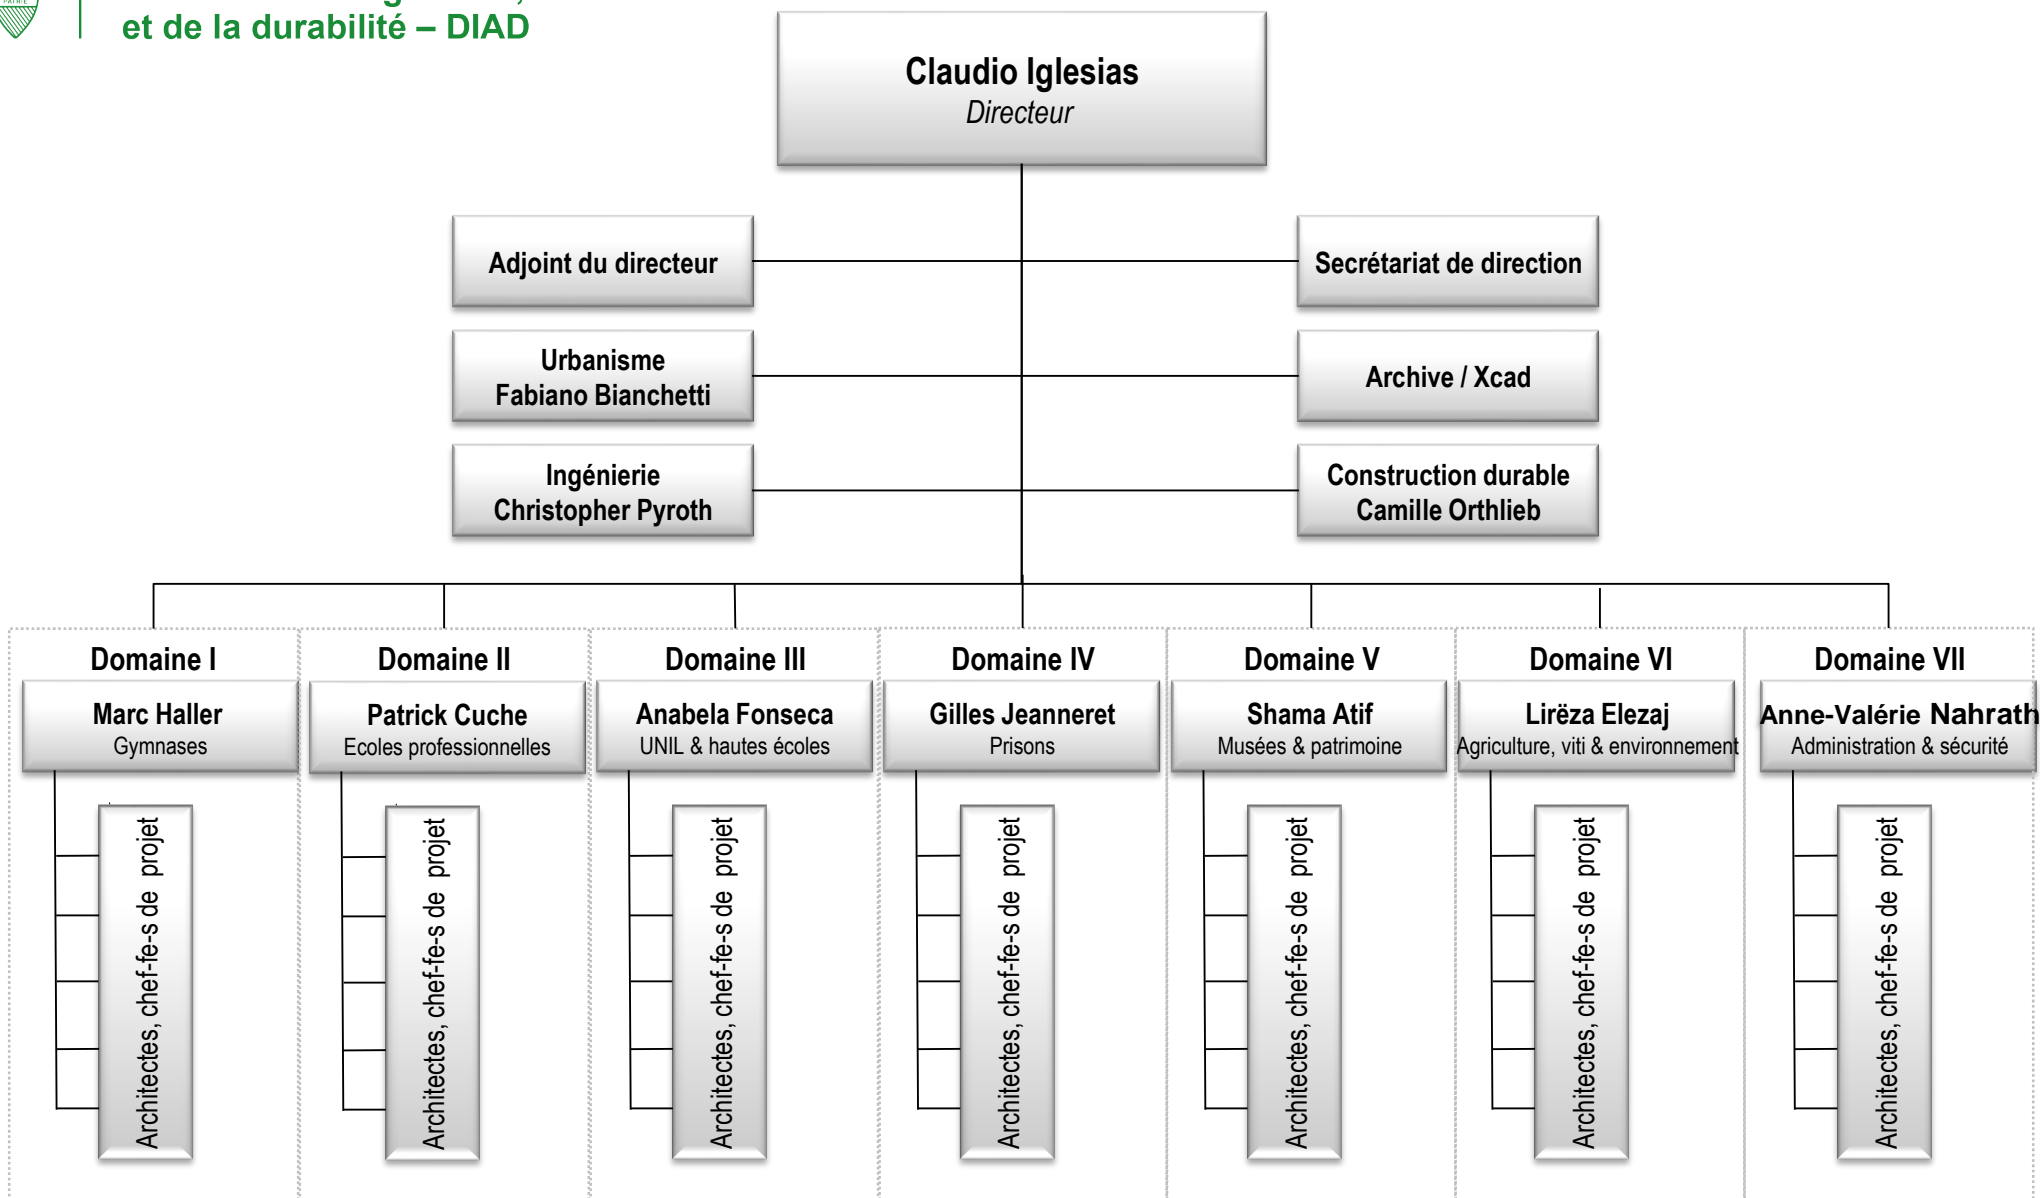 PATRIE
et de la durabilité – DIAD
Claudio Iglesias
Directeur
Adjoint du directeur
Secrétariat de direction
Urbanisme
Fabiano Bianchetti
Archive / Xcad
Ingénierie
Christopher Pyroth
Construction durable
Camille Orthlieb
Domaine I
Marc Haller
Gymnases
Architectes, chef-fe-s de projet
Domaine II
Patrick Cuche
Ecoles professionnelles
Architectes, chef-fe-s de projet
Domaine III
Anabela Fonseca
UNIL & hautes écoles
Architectes, chef-fe-s de projet
Domaine IV
Gilles Jeanneret
Prisons
Architectes, chef-fe-s de projet
Domaine V
Shama Atif
Musées & patrimoine
Architectes, chef-fe-s de projet
Domaine VI
Lirëza Elezaj
Agriculture, viti & environnement
Architectes, chef-fe-s de projet
Domaine VII
Anne-Valérie Nahrath
Administration & sécurité
Architectes, chef-fe-s de projet